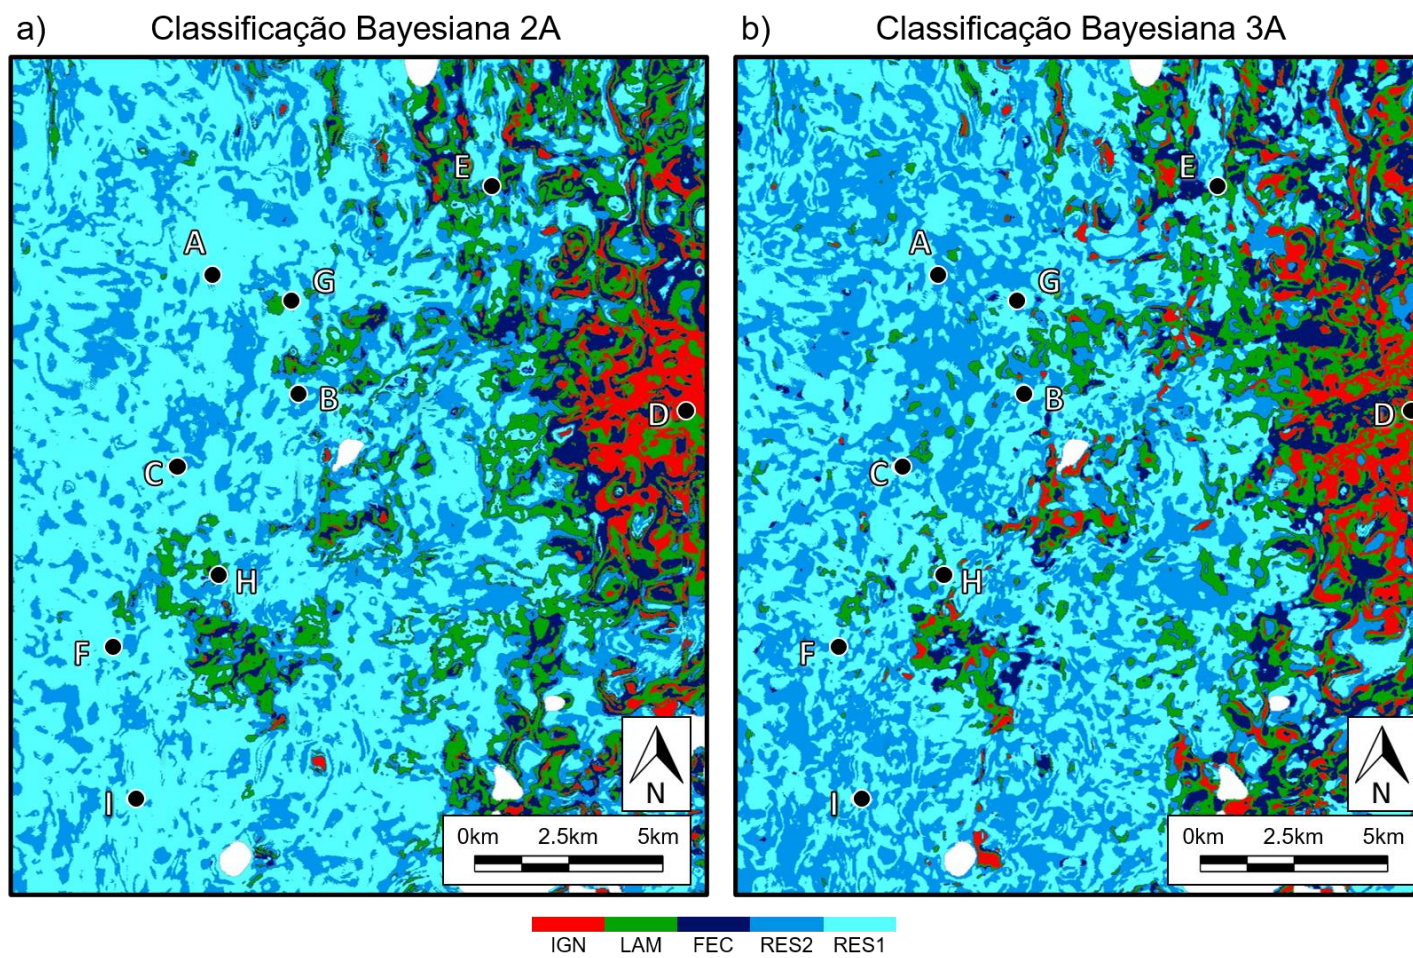 a) Classificação Bayesiana 2A
b) Classificação Bayesiana 3A
E
A
G
B
D
C
H
F
I
N
0km 2.5km 5km
E
A
G
B
D
C
H
F
I
N
0km 2.5km 5km
IGN LAM FEC RES2 RES1